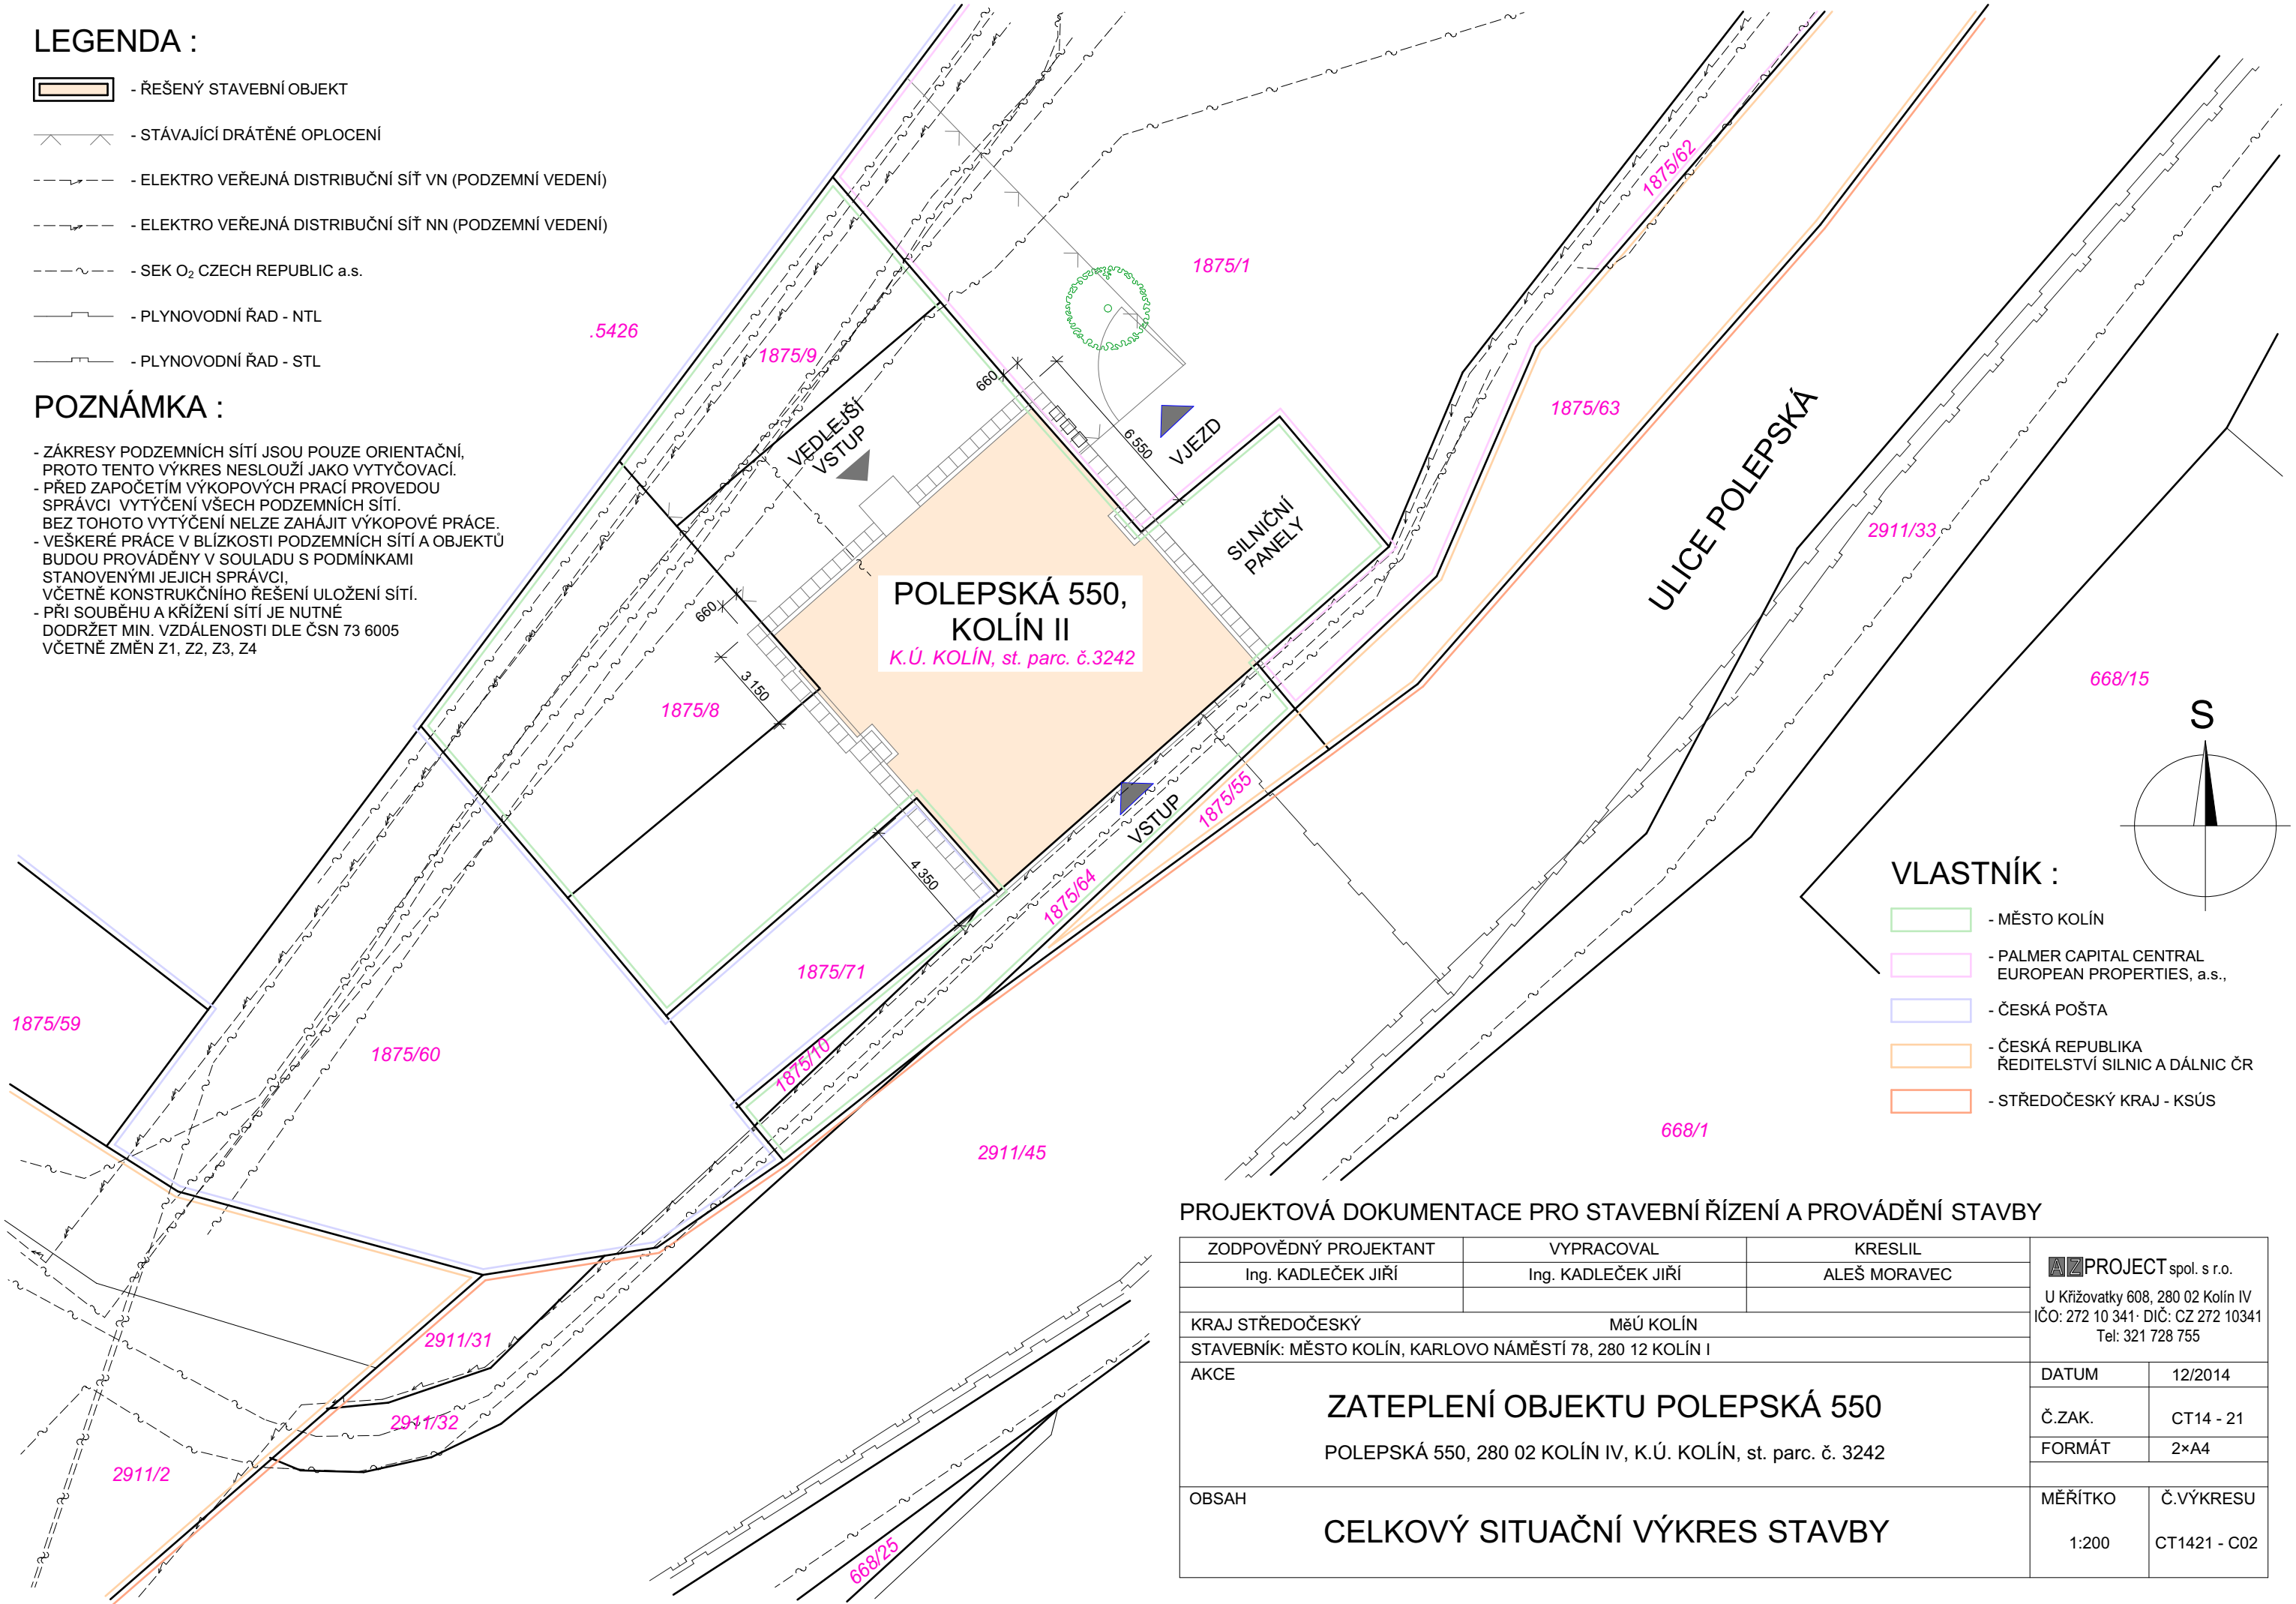 LEGENDA :
- ŘEŠENÝ STAVEBNÍ OBJEKT
- STÁVAJÍCÍ DRÁTĚNÉ OPLOCENÍ
- ELEKTRO VEŘEJNÁ DISTRIBUČNÍ SÍŤ VN (PODZEMNÍ VEDENÍ)
- ELEKTRO VEŘEJNÁ DISTRIBUČNÍ SÍŤ NN (PODZEMNÍ VEDENÍ)
- SEK O₂ CZECH REPUBLIC a.s.
- PLYNOVODNÍ ŘAD - NTL
- PLYNOVODNÍ ŘAD - STL
POZNÁMKA :
- ZÁKRESY PODZEMNÍCH SÍTÍ JSOU POUZE ORIENTAČNÍ,
PROTO TENTO VÝKRES NESLOUŽÍ JAKO VYTYČOVACÍ.
- PŘED ZAPOČETÍM VÝKOPOVÝCH PRACÍ PROVEDOU
SPRÁVCI VYTÝČENÍ VŠECH PODZEMNÍCH SÍTÍ.
BEZ TOHOTO VYTÝČENÍ NELZE ZAHÁJIT VÝKOPOVÉ PRÁCE.
- VEŠKERÉ PRÁCE V BLÍZKOSTI PODZEMNÍCH SÍTÍ A OBJEKTŮ
BUDOU PROVÁDĚNY V SOULADU S PODMÍNKAMI
STANOVENÝMI JEJICH SPRÁVCI,
VČETNĚ KONSTRUKČNÍHO ŘEŠENÍ ULOŽENÍ SÍTÍ.
- PŘI SOUBĚHU A KŘÍŽENÍ SÍTÍ JE NUTNÉ
DODRŽET MIN. VZDÁLENOSTI DLE ČSN 73 6005
VČETNĚ ZMĚN Z1, Z2, Z3, Z4
.5426
1875/9
1875/1
1875/62
1875/63
660
6 550
VJEZD
VEDLEJŠÍ
VSTUP
SILNIČNÍ
PANELY
ULICE POLEPSKÁ
2911/33
668/15
POLEPSKÁ 550,
KOLÍN II
K.Ú. KOLÍN, st. parc. č.3242
660
3 150
1875/8
4 350
VSTUP
1875/55
1875/64
1875/71
1875/10
1875/59
1875/60
2911/45
668/1
2911/31
2911/32
2911/2
668/25
S
VLASTNÍK :
- MĚSTO KOLÍN
- PALMER CAPITAL CENTRAL
EUROPEAN PROPERTIES, a.s.,
- ČESKÁ POŠTA
- ČESKÁ REPUBLIKA
ŘEDITELSTVÍ SILNIC A DÁLNIC ČR
- STŘEDOČESKÝ KRAJ - KSÚS
PROJEKTOVÁ DOKUMENTACE PRO STAVEBNÍ ŘÍZENÍ A PROVÁDĚNÍ STAVBY
ZODPOVĚDNÝ PROJEKTANT VYPRACOVAL KRESLIL
Ing. KADLEČEK JIŘÍ Ing. KADLEČEK JIŘÍ ALEŠ MORAVEC
KRAJ STŘEDOČESKÝ MěÚ KOLÍN
STAVEBNÍK: MĚSTO KOLÍN, KARLOVO NÁMĚSTÍ 78, 280 12 KOLÍN I
AZ PROJECT spol. s r.o.
U Křižovatky 608, 280 02 Kolín IV
IČO: 272 10 341· DIČ: CZ 272 10341
Tel: 321 728 755
AKCE
ZATEPLENÍ OBJEKTU POLEPSKÁ 550
POLEPSKÁ 550, 280 02 KOLÍN IV, K.Ú. KOLÍN, st. parc. č. 3242
DATUM 12/2014
Č.ZAK. CT14 - 21
FORMÁT 2×A4
OBSAH
CELKOVÝ SITUAČNÍ VÝKRES STAVBY
MĚŘÍTKO Č.VÝKRESU
1:200 CT1421 - C02